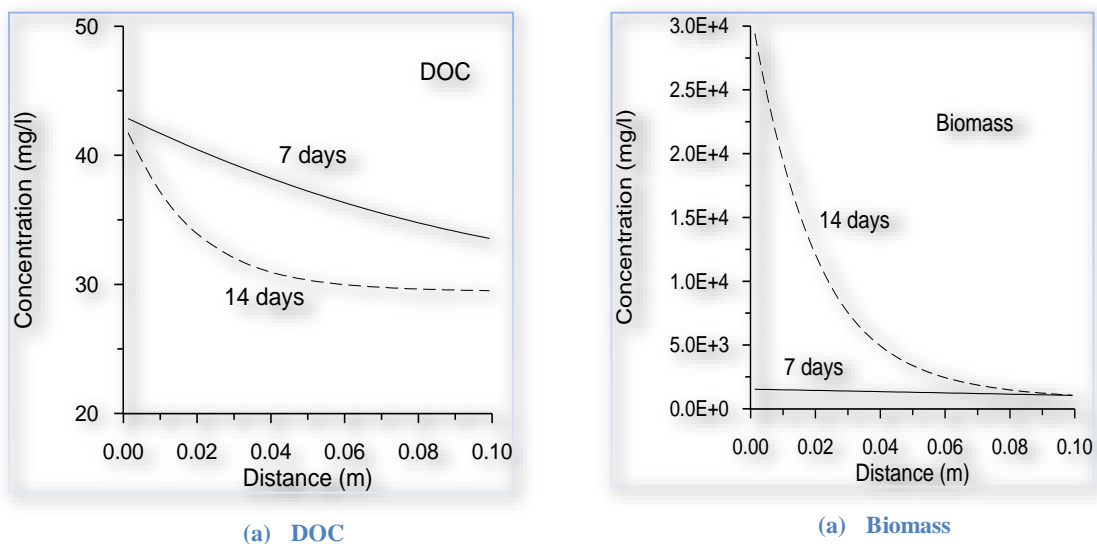 50
40
30
20
Concentration (mg/l)
DOC
7 days
14 days
0.00 0.02 0.04 0.06 0.08 0.10
Distance (m)
(a) DOC
3.0E+4
2.5E+4
2.0E+4
1.5E+4
1.0E+4
5.0E+3
0.0E+0
Concentration (mg/l)
Biomass
14 days
7 days
0.00 0.02 0.04 0.06 0.08 0.10
Distance (m)
(a) Biomass